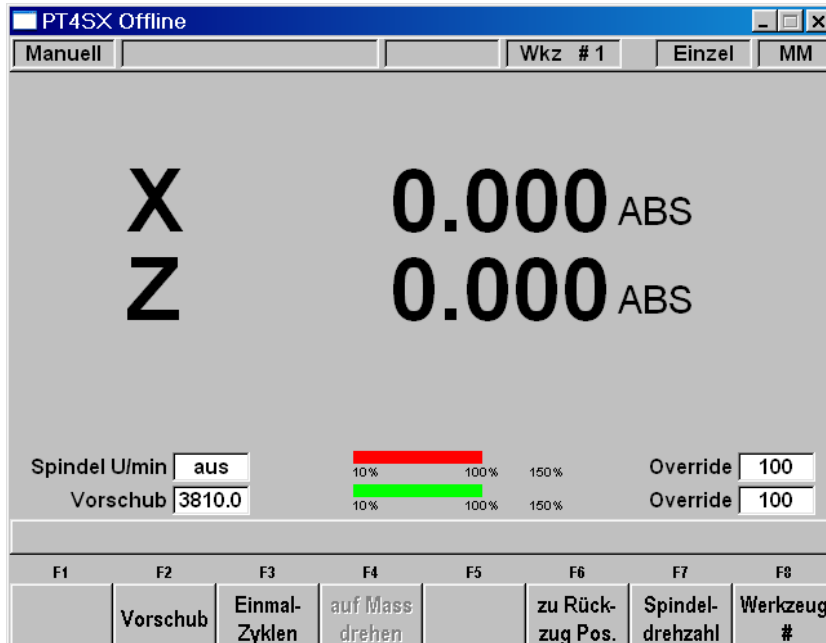 PT4SX Offline
Manuell Wkz #1 Einzel MM
X 0.000 ABS
Z 0.000 ABS
Spindel U/min aus 10% 100% 150% Override 100
Vorschub 3810.0 10% 100% 150% Override 100
F1 F2 F3 F4 F5 F6 F7 F8
Vorschub Einmal- auf Mass zu Rück- Spindel- Werkzeug
Zyklen drehen zug Pos. drehzahl #